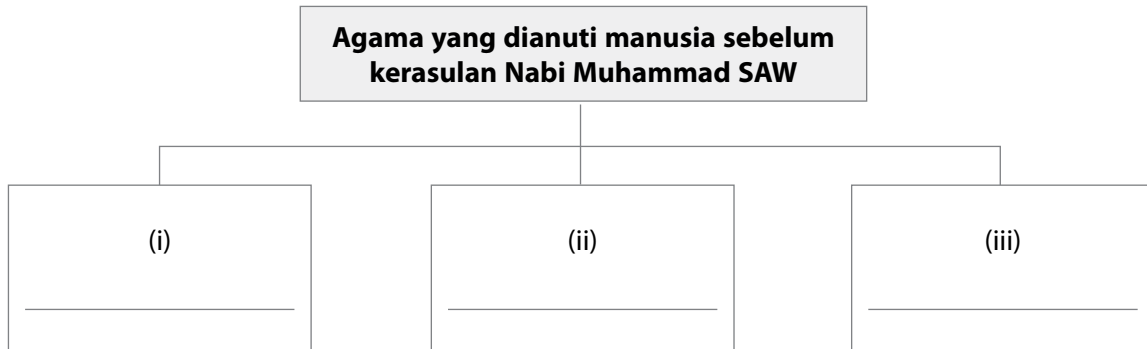 Agama yang dianuti manusia sebelum
kerasulan Nabi Muhammad SAW
(i)
(ii)
(iii)